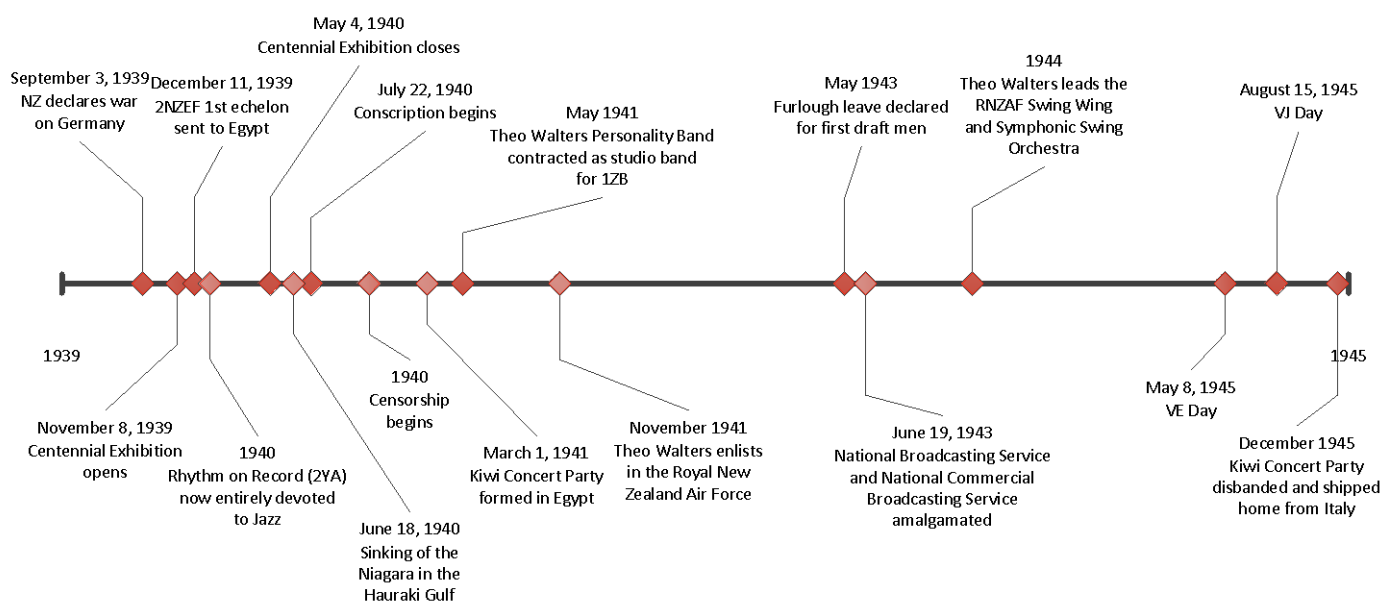 September 3, 1939
NZ declares war
on Germany
December 11, 1939
2NZEF 1st echelon
sent to Egypt
May 4, 1940
Centennial Exhibition closes
July 22, 1940
Conscription begins
May 1941
Theo Walters Personality Band
contracted as studio band
for 1ZB
May 1943
Furlough leave declared
for first draft men
1944
Theo Walters leads the
RNZAF Swing Wing
and Symphonic Swing
Orchestra
August 15, 1945
VJ Day
1939
1945
November 8, 1939
Centennial Exhibition
opens
1940
Rhythm on Record (2YA)
now entirely devoted
to Jazz
June 18, 1940
Sinking of the
Niagara in the
Hauraki Gulf
1940
Censorship
begins
March 1, 1941
Kiwi Concert Party
formed in Egypt
November 1941
Theo Walters enlists
in the Royal New
Zealand Air Force
June 19, 1943
National Broadcasting Service
and National Commercial
Broadcasting Service
amalgamated
May 8, 1945
VE Day
December 1945
Kiwi Concert Party
disbanded and shipped
home from Italy